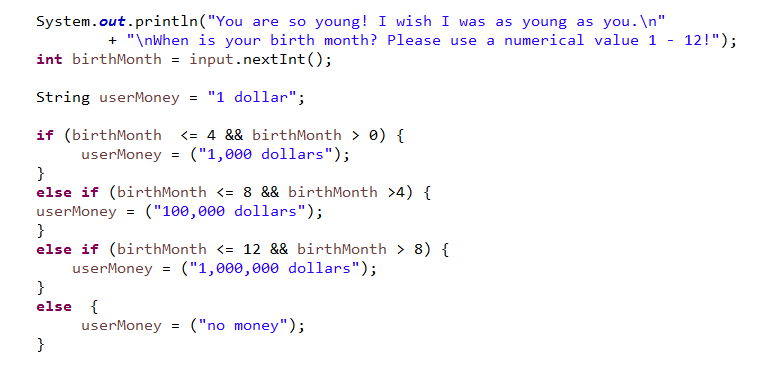 System.out.println("You are so young! I wish I was as young as you.\n"
+ "\nWhen is your birth month? Please use a numerical value 1 - 12!");
int birthMonth = input.nextInt();
String userMoney = "1 dollar";
if (birthMonth  <= 4 && birthMonth > 0) {
userMoney = ("1,000 dollars");
}
else if (birthMonth <= 8 && birthMonth >4) {
userMoney = ("100,000 dollars");
}
else if (birthMonth <= 12 && birthMonth > 8) {
userMoney = ("1,000,000 dollars");
}
else  {
userMoney = ("no money");
}